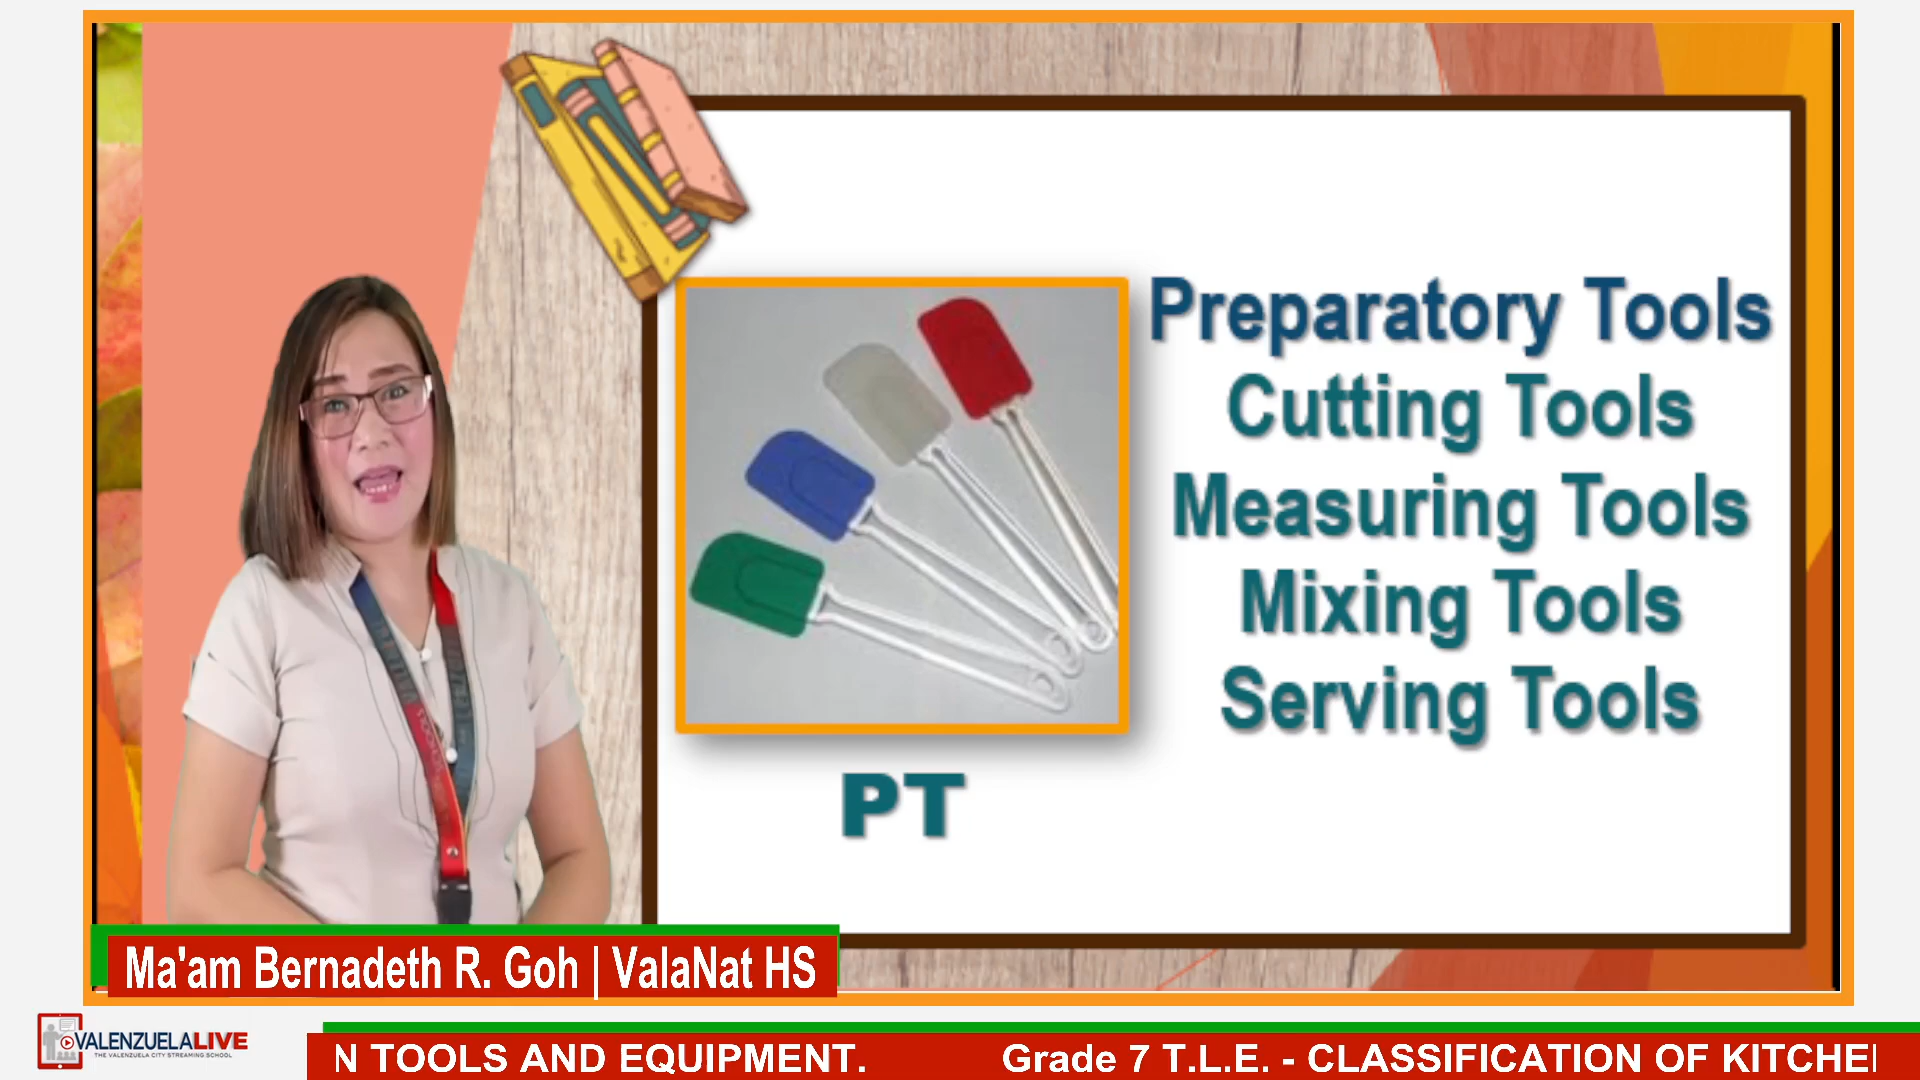 Preparatory Tools
Cutting Tools
Measuring Tools
Mixing Tools
Serving Tools
PT
Ma'am Bernadeth R. Goh | ValaNat HS
VALENZUELALIVE
THE VALENZUELA CITY STREAMING SCHOOL
N TOOLS AND EQUIPMENT. Grade 7 T.L.E. - CLASSIFICATION OF KITCHE